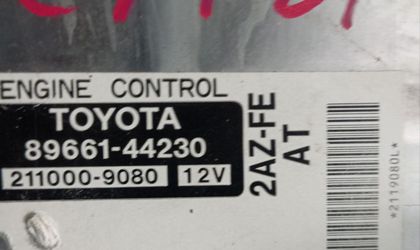 ENGINE CONTROL
TOYOTA
89661-44230
211000-9080 12V
2AZ-FE
AT
*2119080L*